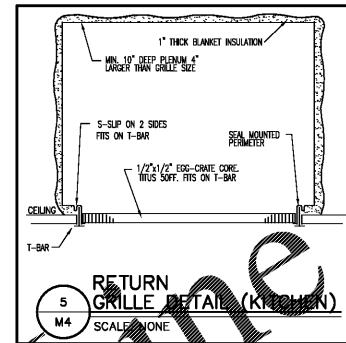 1" THICK BLANKET INSULATION
MIN. 10" DEEP PLENUM 4"
LARGER THAN GRILLE SIZE
S-SLIP ON 2 SIDES
FITS ON T-BAR
SEAL MOUNTED
PERIMETER
1/2"x1/2" EGG-CRATE CORE.
TITUS 50FF. FITS ON T-BAR
CEILING
T-BAR
5
M4
RETURN
GRILLE DETAIL (KITCHEN)
SCALE: NONE
ine